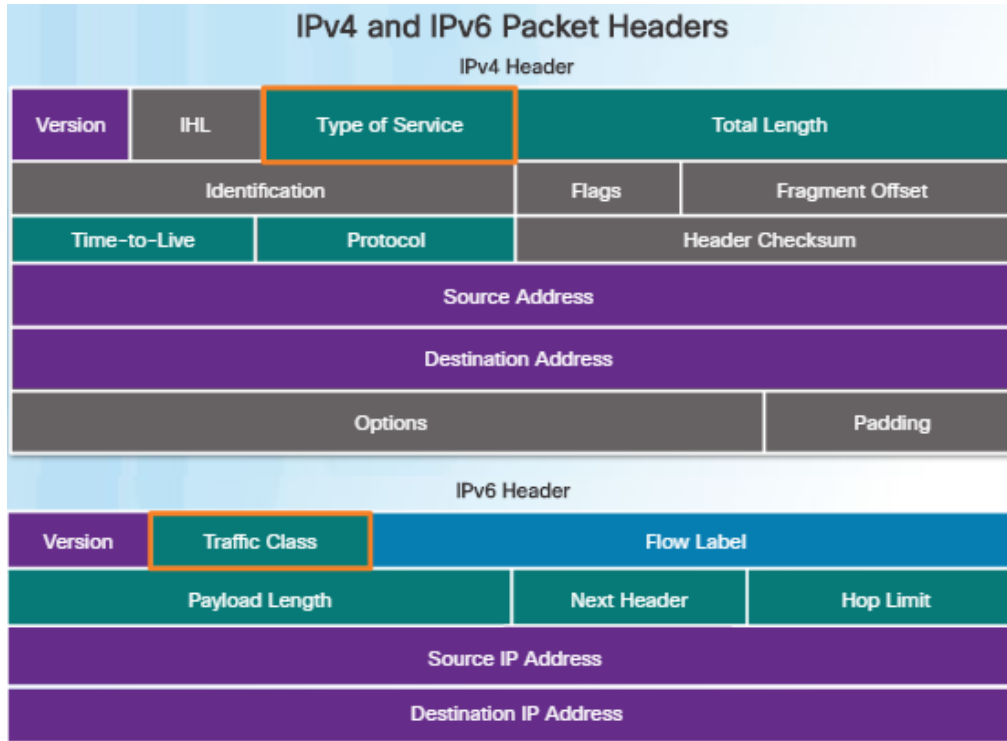 IPv4 and IPv6 Packet Headers
IPv4 Header
Version IHL Type of Service Total Length
Identification Flags Fragment Offset
Time-to-Live Protocol Header Checksum
Source Address
Destination Address
Options Padding
IPv6 Header
Version Traffic Class Flow Label
Payload Length Next Header Hop Limit
Source IP Address
Destination IP Address